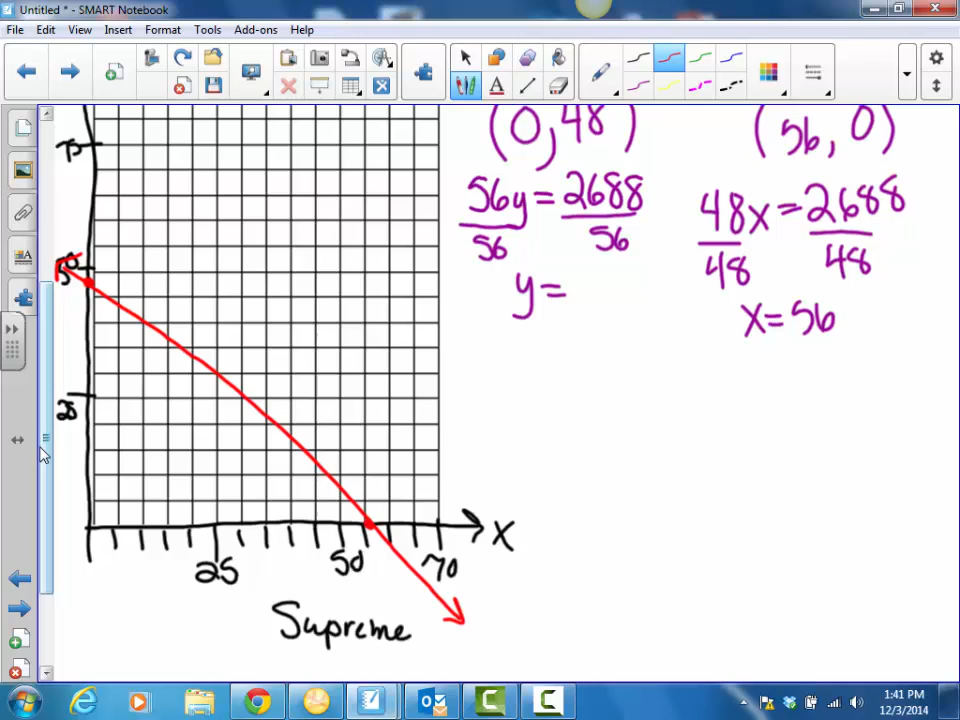 Untitled * - SMART Notebook
File Edit View Insert Format Tools Add-ons Help
A
75
50
25
25 50 70 X
Supreme
(0,48)
56y = 2688
56 56
y =
(56, 0)
48x = 2688
48 48
x = 56
1:41 PM
12/3/2014